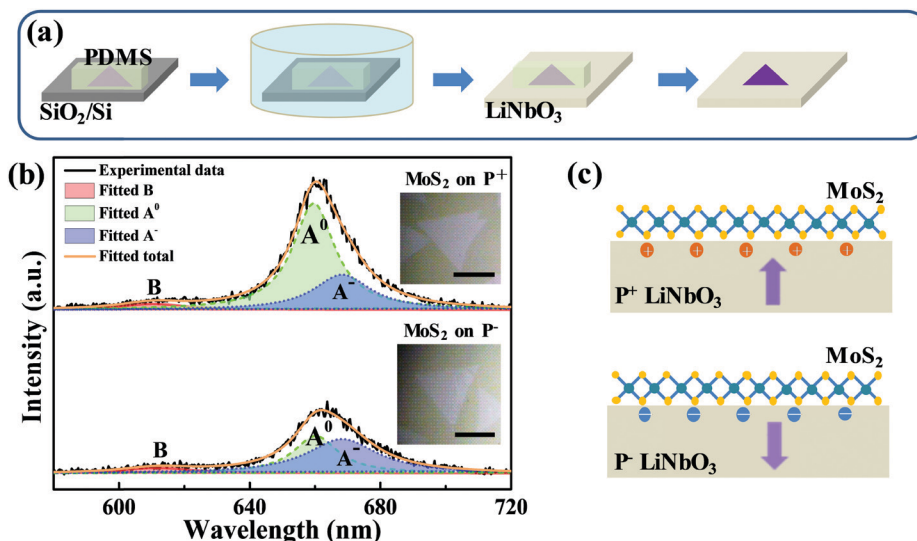 (a)
PDMS
SiO₂/Si
LiNbO₃
(b)
Experimental data
Fitted B
Fitted A⁰
Fitted A⁻
Fitted total
MoS₂ on P⁺
A⁰
B
A⁻
MoS₂ on P⁻
A⁰
B
A⁻
Intensity (a.u.)
600
640
680
720
Wavelength (nm)
(c)
MoS₂
+ + + + +
P⁺ LiNbO₃
MoS₂
− − − − −
P⁻ LiNbO₃